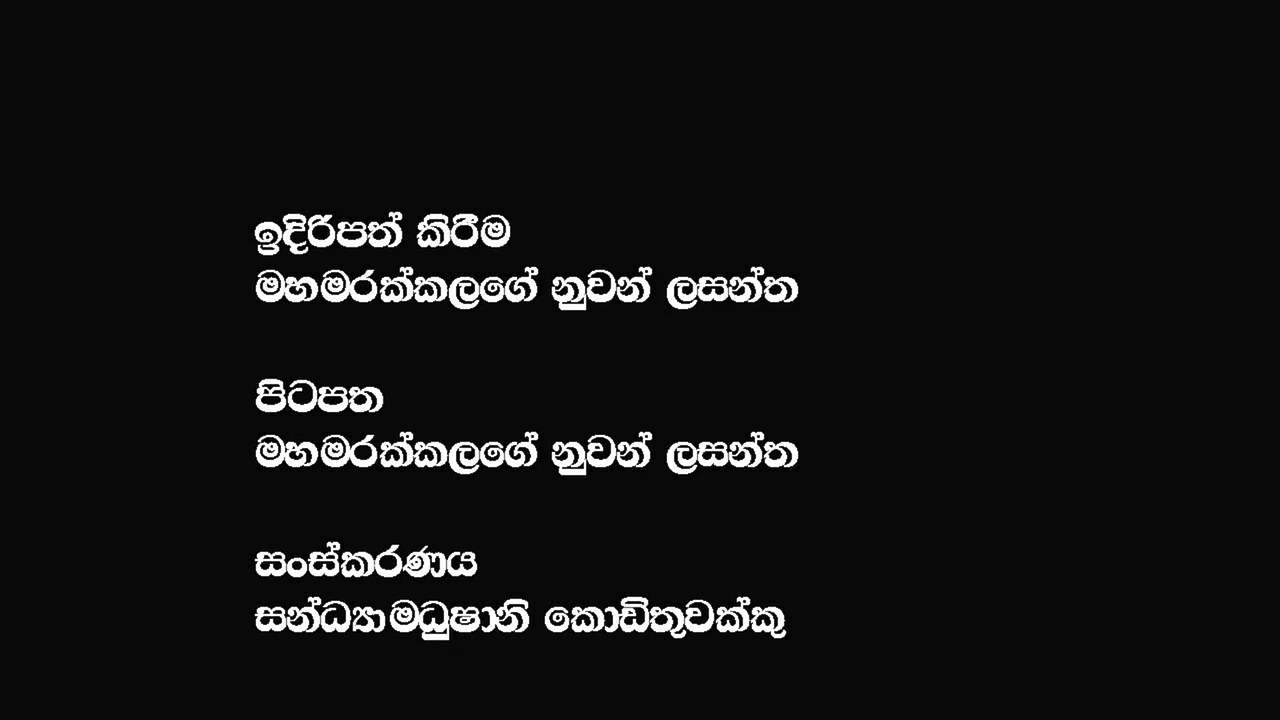 ඉදිරිපත් කිරීම
මහමරක්කලගේ නුවන් ලසන්ත
පිටපත
මහමරක්කලගේ නුවන් ලසන්ත
සංස්කරණය
සන්ධ්‍යාමධුෂානි කොඩිතුවක්කු